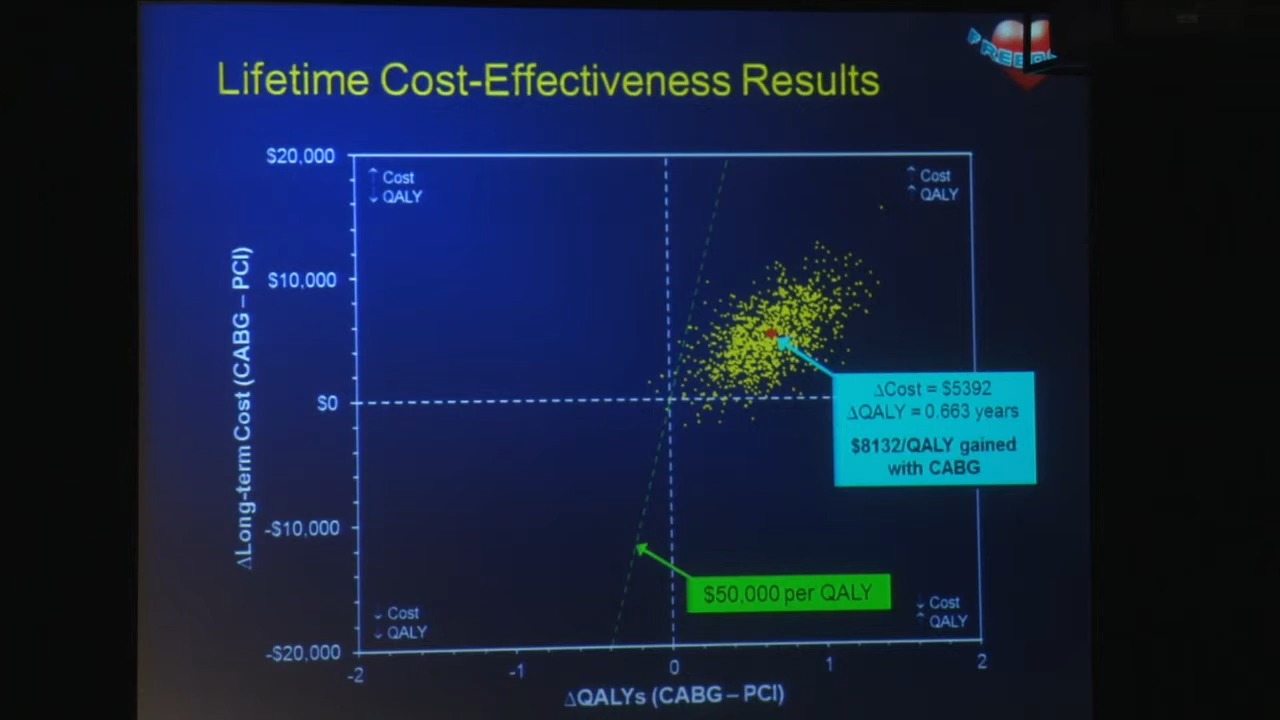 Lifetime Cost-Effectiveness Results
$20,000
$10,000
$0
-$10,000
-$20,000
ΔLong-term Cost (CABG – PCI)
↑ Cost
↓ QALY
↑ Cost
↑ QALY
ΔCost = $5392
ΔQALY = 0.663 years
$8132/QALY gained
with CABG
$50,000 per QALY
↓ Cost
↓ QALY
↓ Cost
↑ QALY
-2
-1
0
1
2
ΔQALYs (CABG – PCI)